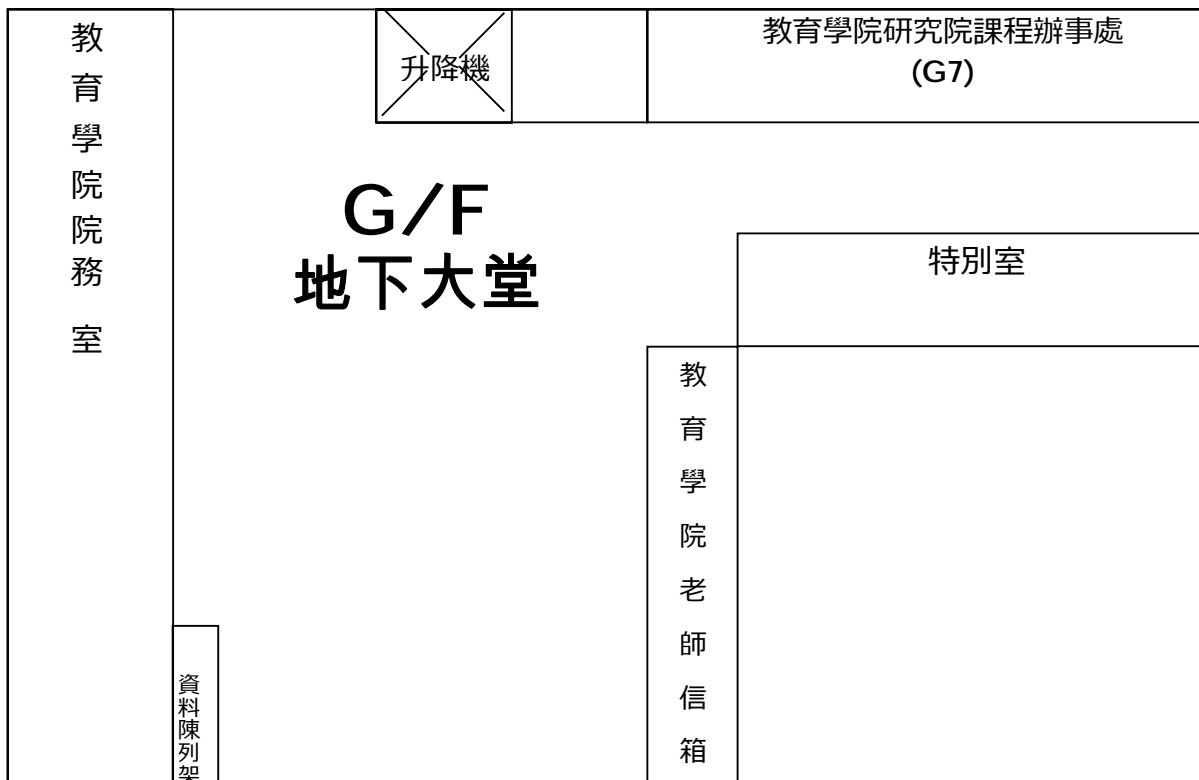 教育學院院務室
升降機
教育學院研究院課程辦事處
(G7)
G/F
地下大堂
特別室
教育學院老師信箱
資料陳列架